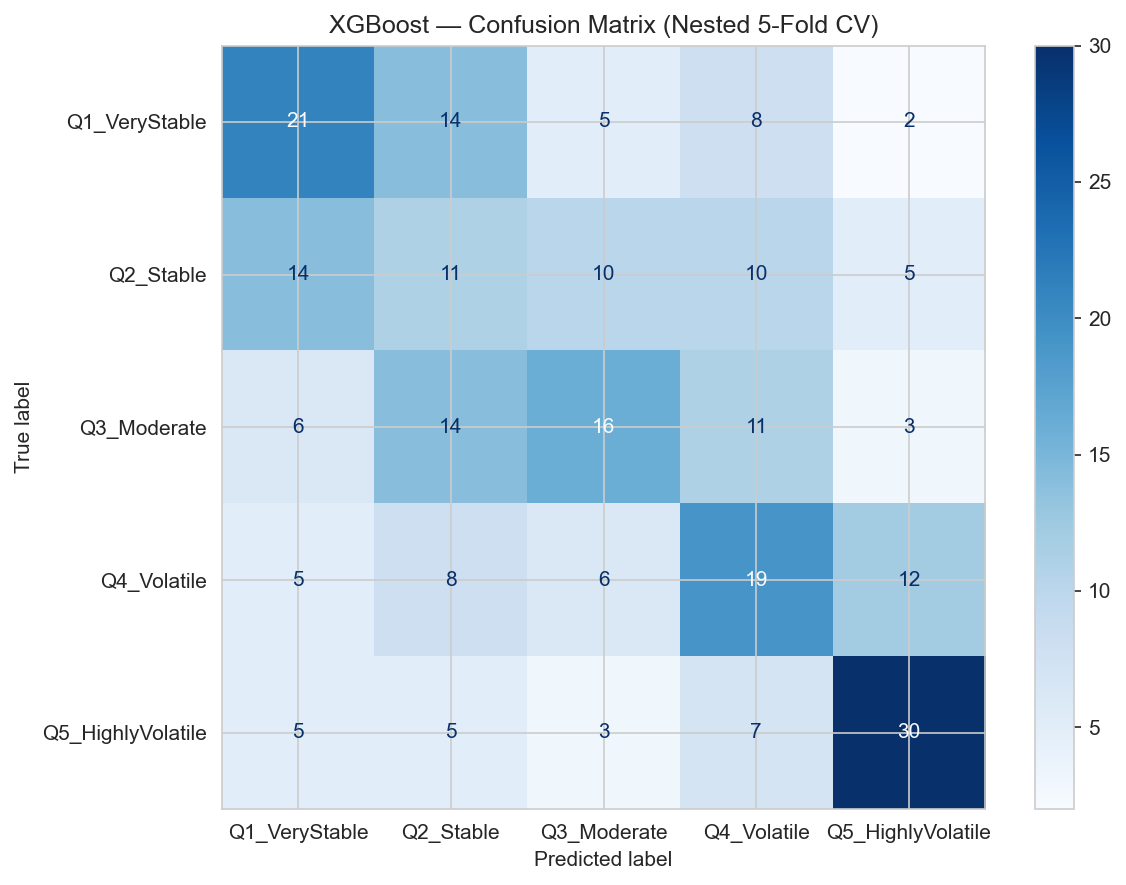 XGBoost — Confusion Matrix (Nested 5-Fold CV)
True label
Q1_VeryStable 21 14 5 8 2
Q2_Stable 14 11 10 10 5
Q3_Moderate 6 14 16 11 3
Q4_Volatile 5 8 6 19 12
Q5_HighlyVolatile 5 5 3 7 30
Q1_VeryStable Q2_Stable Q3_Moderate Q4_Volatile Q5_HighlyVolatile
Predicted label
30
25
20
15
10
5